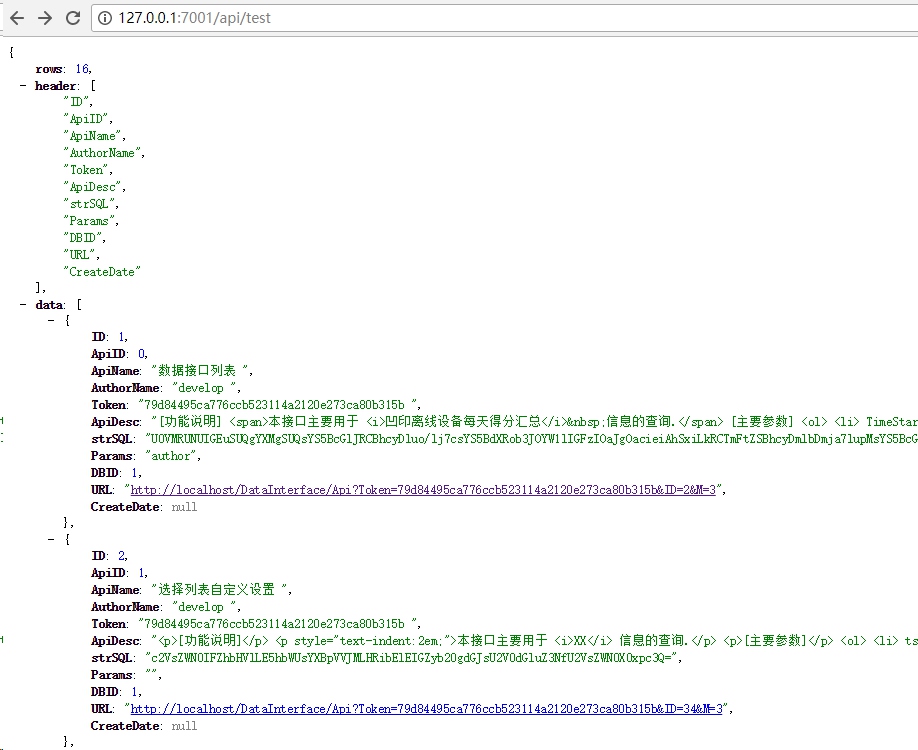 127.0.0.1:7001/api/test
{
rows: 16,
− header: [
"ID",
"ApiID",
"ApiName",
"AuthorName",
"Token",
"ApiDesc",
"strSQL",
"Params",
"DBID",
"URL",
"CreateDate"
],
− data: [
− {
ID: 1,
ApiID: 0,
ApiName: "数据接口列表 ",
AuthorName: "develop ",
Token: "79d84495ca776ccb523114a2120e273ca80b315b ",
ApiDesc: "[功能说明] <span>本接口主要用于 <i>凹印离线设备每天得分汇总</i>&nbsp;信息的查询.</span> [主要参数] <ol> <li> TimeStar
strSQL:
Params: "author",
DBID: 1,
URL: "http://localhost/DataInterface/Api?Token=79d84495ca776ccb523114a2120e273ca80b315b&ID=2&M=3",
CreateDate: null
},
− {
ID: 2,
ApiID: 1,
ApiName: "选择列表自定义设置 ",
AuthorName: "develop ",
Token: "79d84495ca776ccb523114a2120e273ca80b315b ",
ApiDesc: "<p>[功能说明]</p> <p style="text-indent:2em;">本接口主要用于 <i>XX</i> 信息的查询.</p> <p>[主要参数]</p> <ol> <li> ts
strSQL:
Params: "",
DBID: 1,
URL: "http://localhost/DataInterface/Api?Token=79d84495ca776ccb523114a2120e273ca80b315b&ID=34&M=3",
CreateDate: null
},